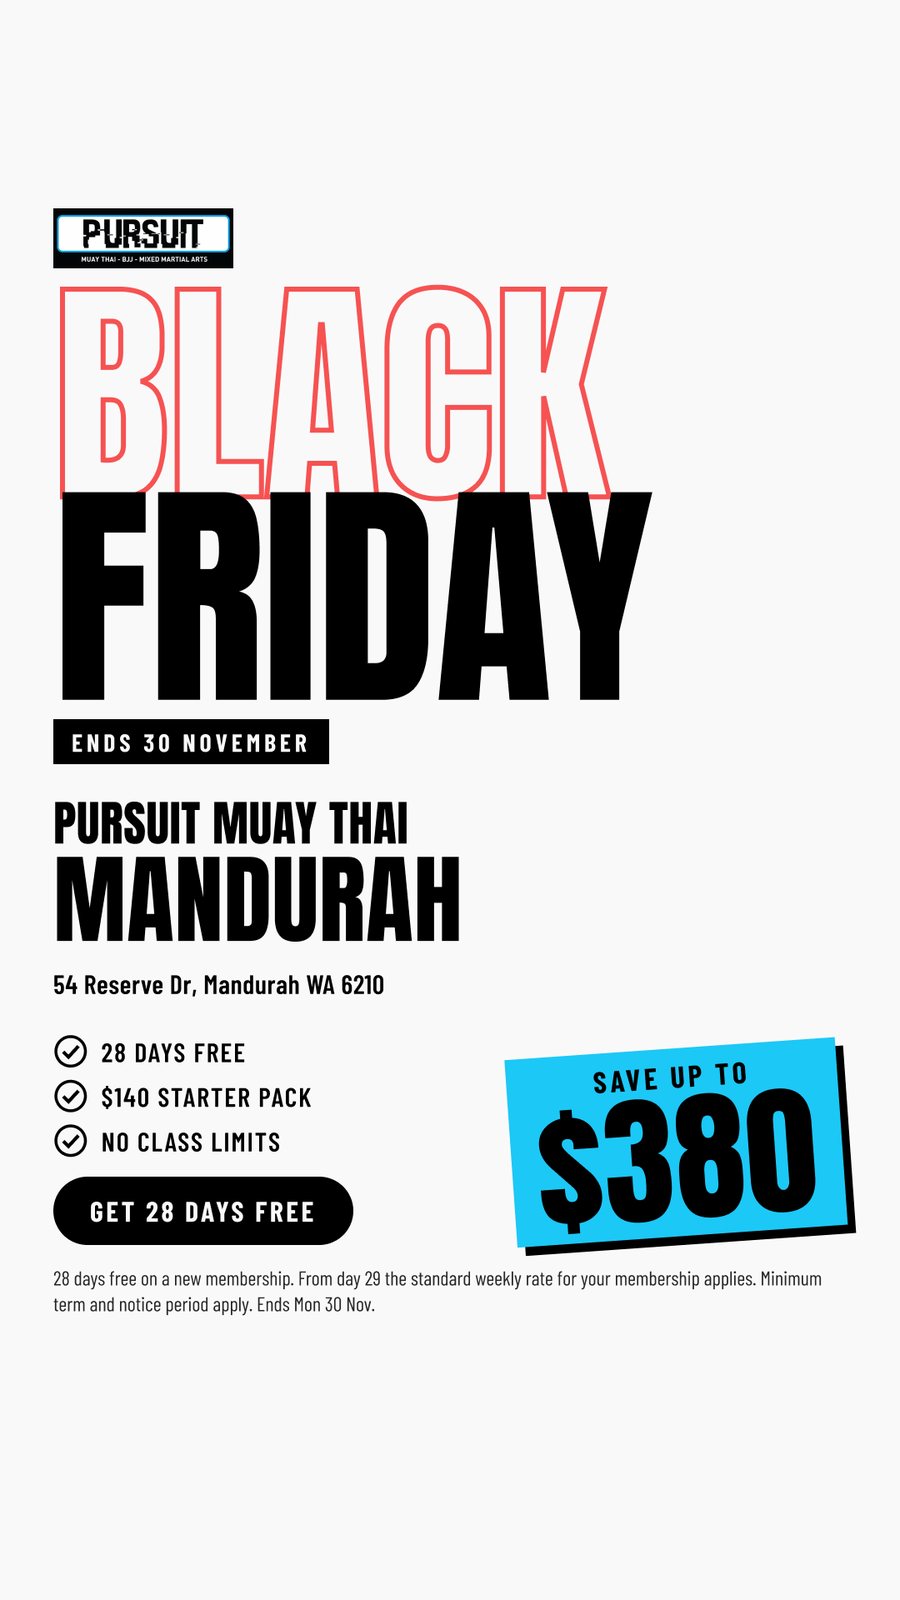 PURSUIT
MUAY THAI - BJJ - MIXED MARTIAL ARTS
BLACK
FRIDAY
ENDS 30 NOVEMBER
PURSUIT MUAY THAI
MANDURAH
54 Reserve Dr, Mandurah WA 6210
28 DAYS FREE
$140 STARTER PACK
NO CLASS LIMITS
GET 28 DAYS FREE
SAVE UP TO
$380
28 days free on a new membership. From day 29 the standard weekly rate for your membership applies. Minimum
term and notice period apply. Ends Mon 30 Nov.